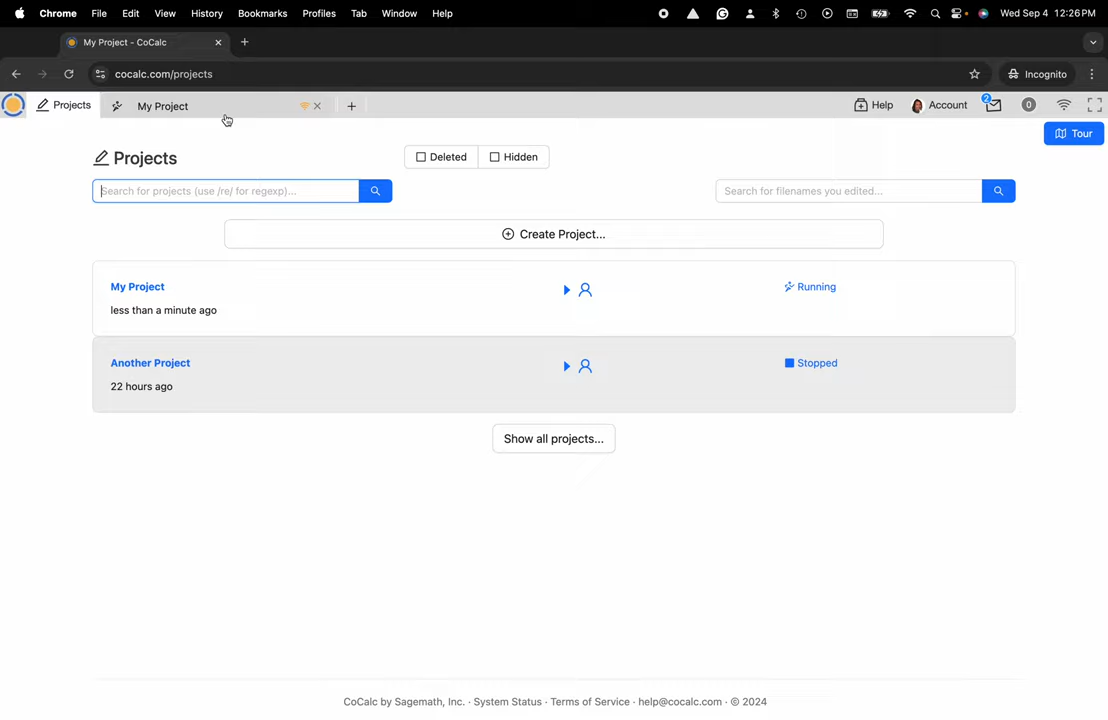 Chrome File Edit View History Bookmarks Profiles Tab Window Help Wed Sep 4 12:26 PM
My Project - CoCalc
cocalc.com/projects Incognito
Projects My Project Help Account 2 0
Tour
Projects Deleted Hidden
Search for projects (use /re/ for regexp)... Search for filenames you edited...
Create Project...
My Project Running
less than a minute ago
Another Project Stopped
22 hours ago
Show all projects...
CoCalc by Sagemath, Inc. · System Status · Terms of Service · help@cocalc.com · © 2024